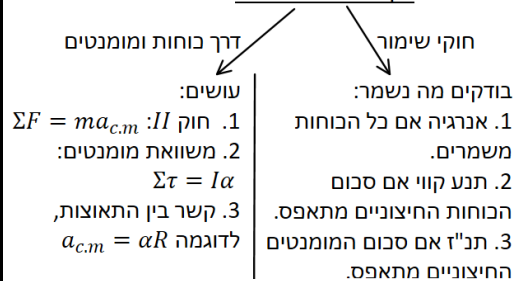 חוקי שימור
בודקים מה נשמר:
1. אנרגיה אם כל הכוחות
משמרים.
2. תנע קווי אם סכום
הכוחות החיצוניים מתאפס.
3. תנ"ז אם סכום המומנטים
החיצוניים מתאפס.
דרך כוחות ומומנטים
עושים:
1. חוק II: ΣF = ma_{c.m}
2. משוואת מומנטים:
Στ = Iα
3. קשר בין התאוצות,
לדוגמה a_{c.m} = αR